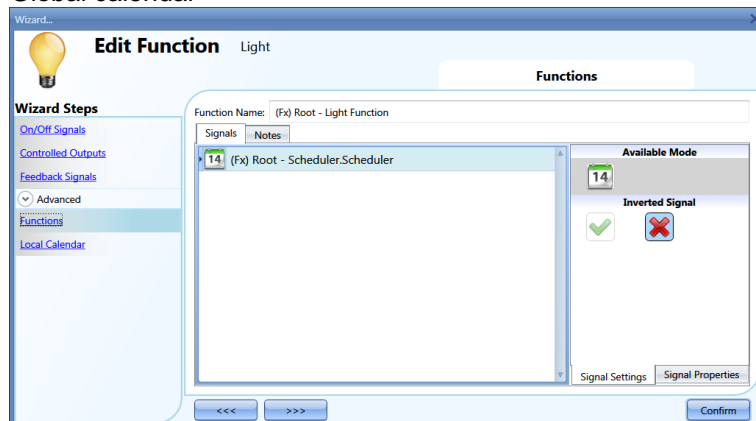 Global calendar
Wizard...
Edit Function Light
Functions
Wizard Steps
On/Off Signals
Controlled Outputs
Feedback Signals
Advanced
Functions
Local Calendar
Function Name: (Fx) Root - Light Function
Signals Notes
14 (Fx) Root - Scheduler.Scheduler
Available Mode
14
Inverted Signal
Signal Settings Signal Properties
<<< >>> Confirm